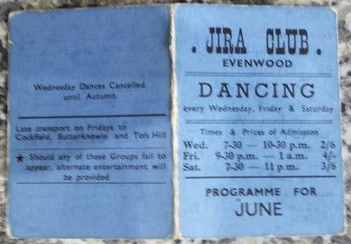 Wednesday Dances Cancelled
until Autumn
Late transport on Fridays to
Cockfield, Butterknowle and Tofts Hill
★ Should any of these Groups fail to
appear, alternate entertainment will
be provided
. JIRA CLUB .
EVENWOOD
DANCING
every Wednesday, Friday & Saturday
Times & Prices of Admission
Wed. 7-30 — 10-30 p.m. 2/6
Fri. 9-30 p.m. — 1 a.m. 4/-
Sat. 7-30 — 11 p.m. 3/6
PROGRAMME FOR
JUNE